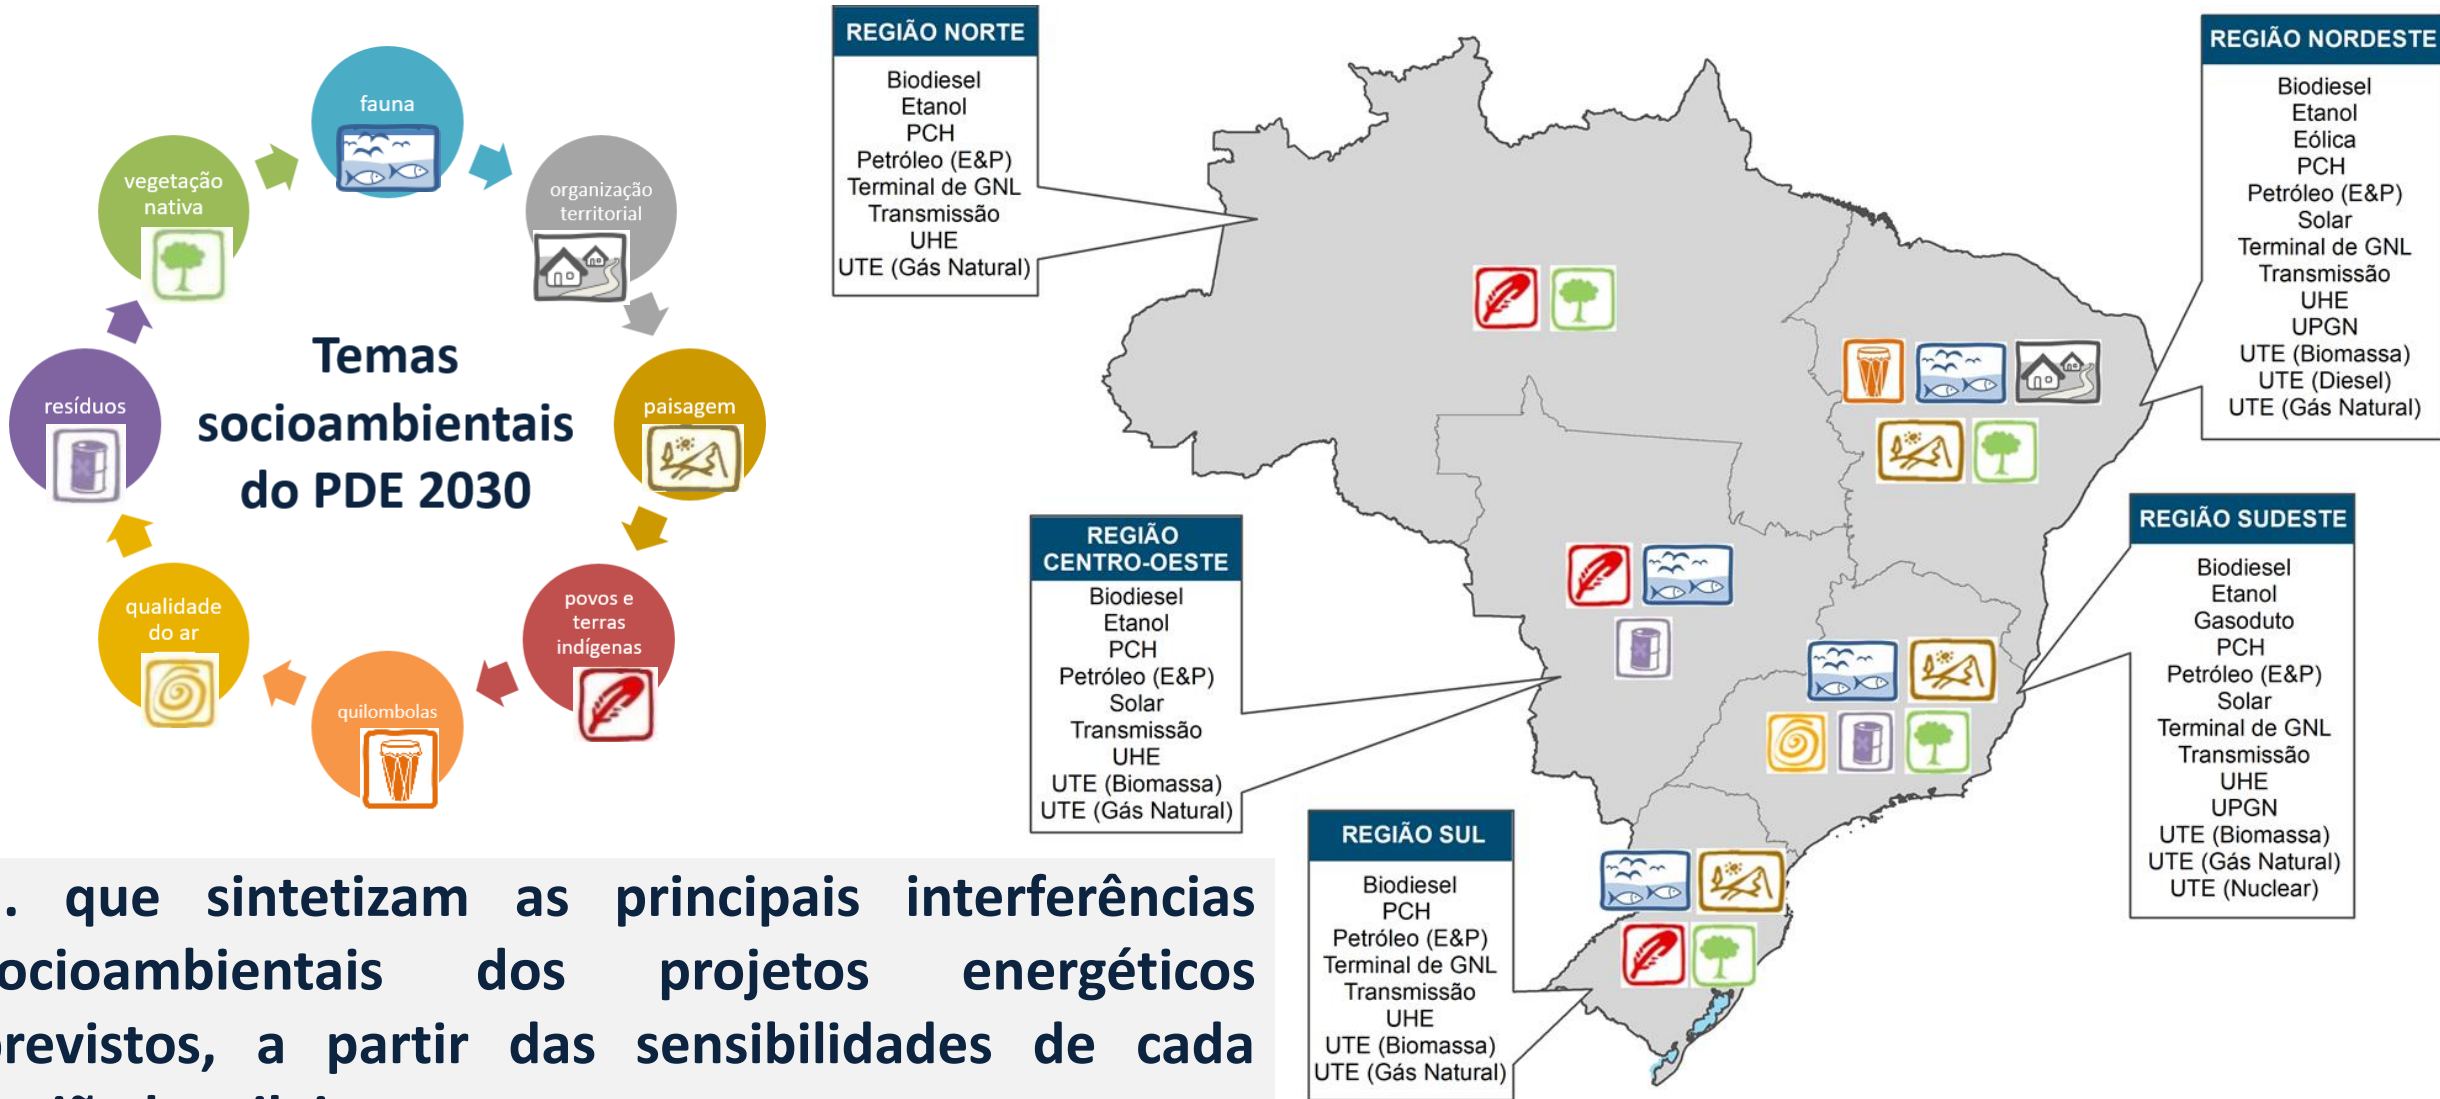 fauna
organização
territorial
paisagem
povos e
terras
indígenas
quilombolas
qualidade
do ar
resíduos
vegetação
nativa
Temas
socioambientais
do PDE 2030
REGIÃO NORTE
Biodiesel
Etanol
PCH
Petróleo (E&P)
Terminal de GNL
Transmissão
UHE
UTE (Gás Natural)
REGIÃO NORDESTE
Biodiesel
Etanol
Eólica
PCH
Petróleo (E&P)
Solar
Terminal de GNL
Transmissão
UHE
UPGN
UTE (Biomassa)
UTE (Diesel)
UTE (Gás Natural)
REGIÃO
CENTRO-OESTE
Biodiesel
Etanol
PCH
Petróleo (E&P)
Solar
Transmissão
UHE
UTE (Biomassa)
UTE (Gás Natural)
REGIÃO SUDESTE
Biodiesel
Etanol
Gasoduto
PCH
Petróleo (E&P)
Solar
Terminal de GNL
Transmissão
UHE
UPGN
UTE (Biomassa)
UTE (Gás Natural)
UTE (Nuclear)
REGIÃO SUL
Biodiesel
PCH
Petróleo (E&P)
Terminal de GNL
Transmissão
UHE
UTE (Biomassa)
UTE (Gás Natural)
. que sintetizam as principais interferências
ocioambientais dos projetos energéticos
previstos, a partir das sensibilidades de cada